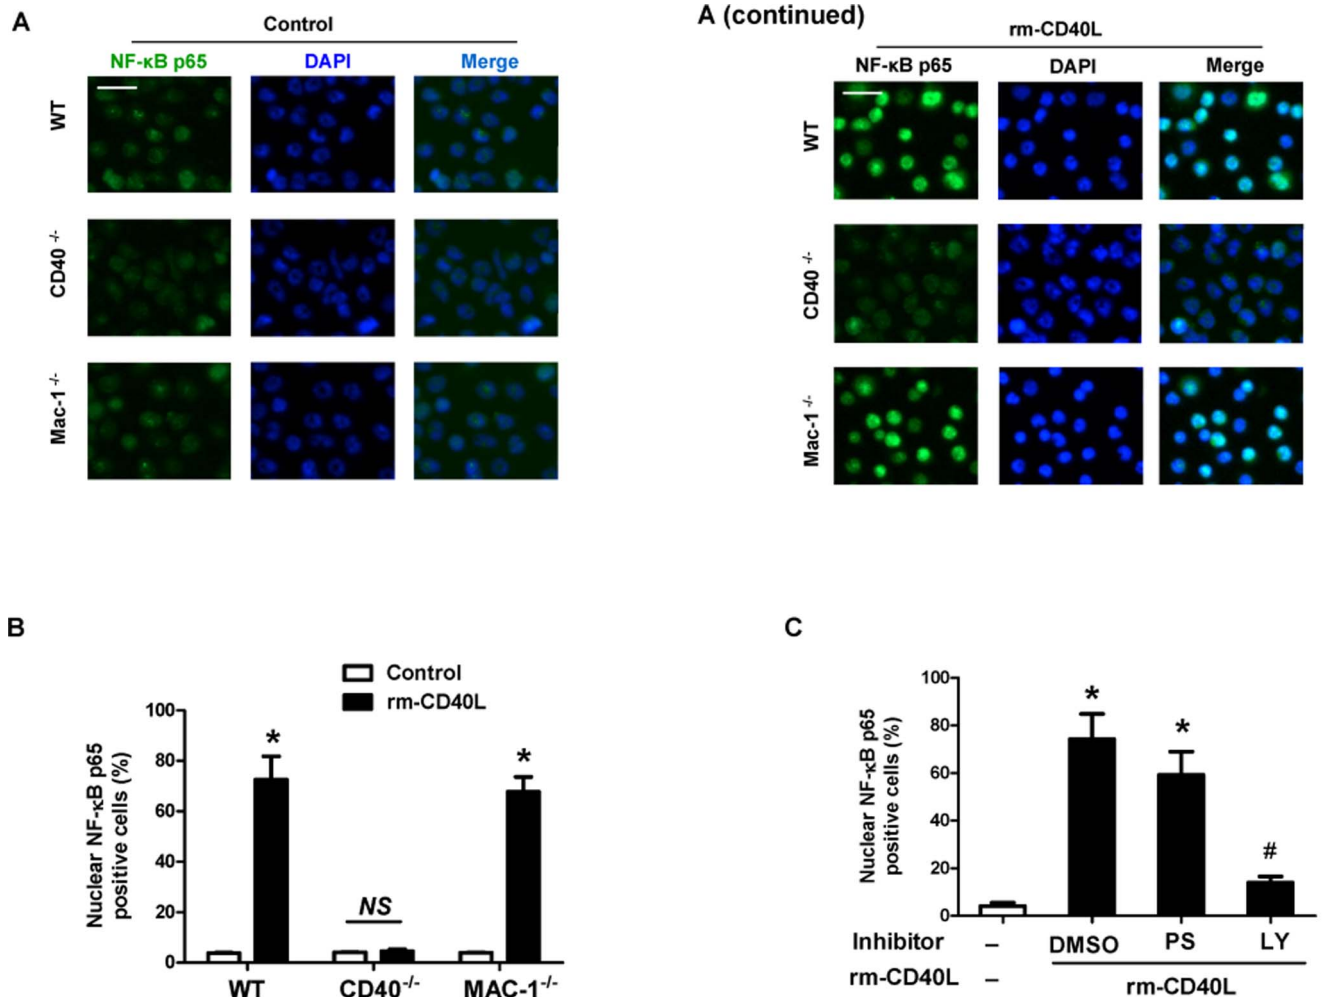 A
Control
NF-κB p65 DAPI Merge
WT
CD40 -/-
Mac-1 -/-
A (continued)
rm-CD40L
NF-κB p65 DAPI Merge
WT
CD40 -/-
Mac-1 -/-
B
Control
rm-CD40L
Nuclear NF-κB p65
positive cells (%)
100
80
60
40
20
0
*
NS
*
WT CD40-/- MAC-1-/-
C
Nuclear NF-κB p65
positive cells (%)
100
80
60
40
20
0
*
*
#
Inhibitor – DMSO PS LY
rm-CD40L – rm-CD40L